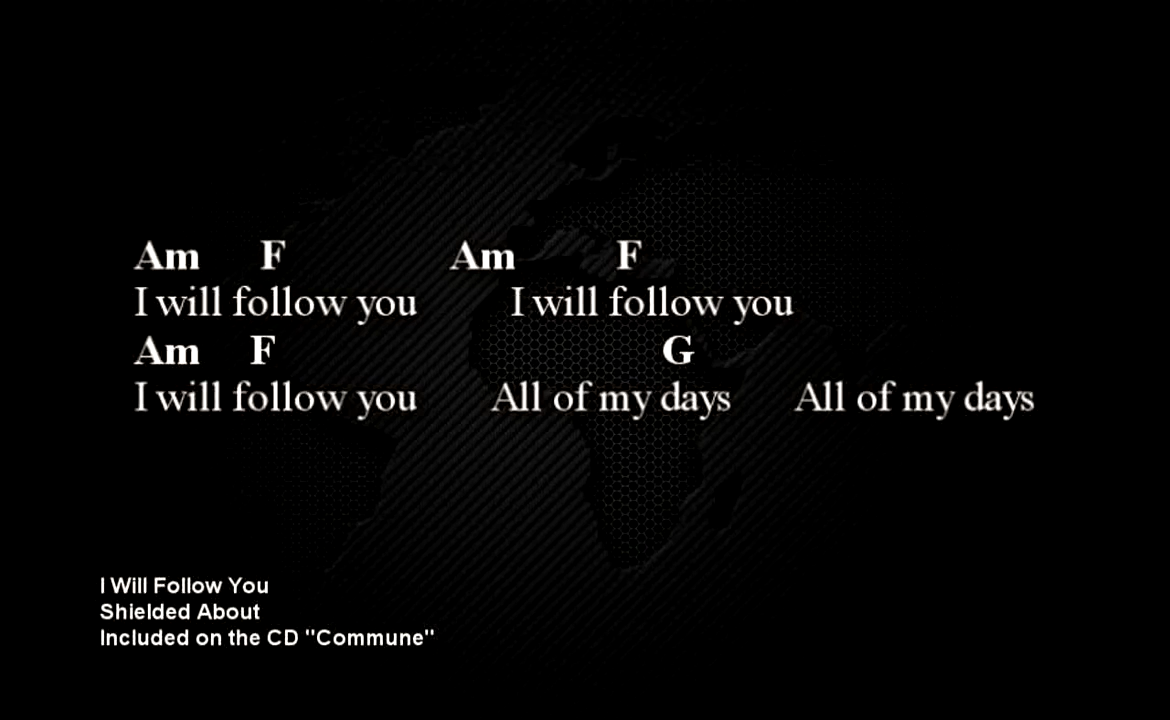 Am F Am F
I will follow you I will follow you
Am F G
I will follow you All of my days All of my days
I Will Follow You
Shielded About
Included on the CD "Commune"